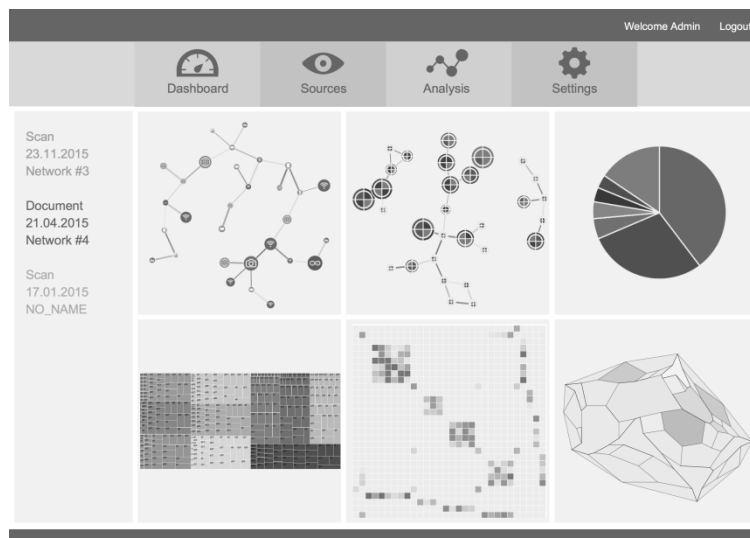 Welcome Admin Logout
Dashboard Sources Analysis Settings
Scan
23.11.2015
Network #3
Document
21.04.2015
Network #4
Scan
17.01.2015
NO_NAME